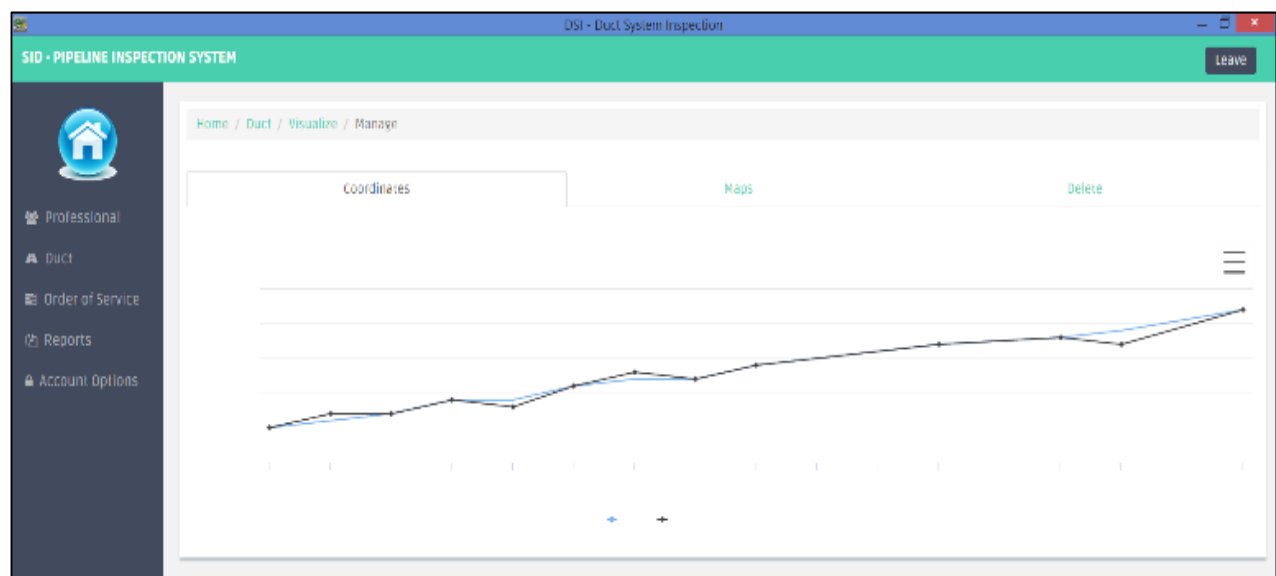 DSI - Duct System Inspection
SID - PIPELINE INSPECTION SYSTEM
Leave
Home / Duct / Visualize / Manage
Coordinates Maps Delete
Professional
Duct
Order of Service
Reports
Account Options